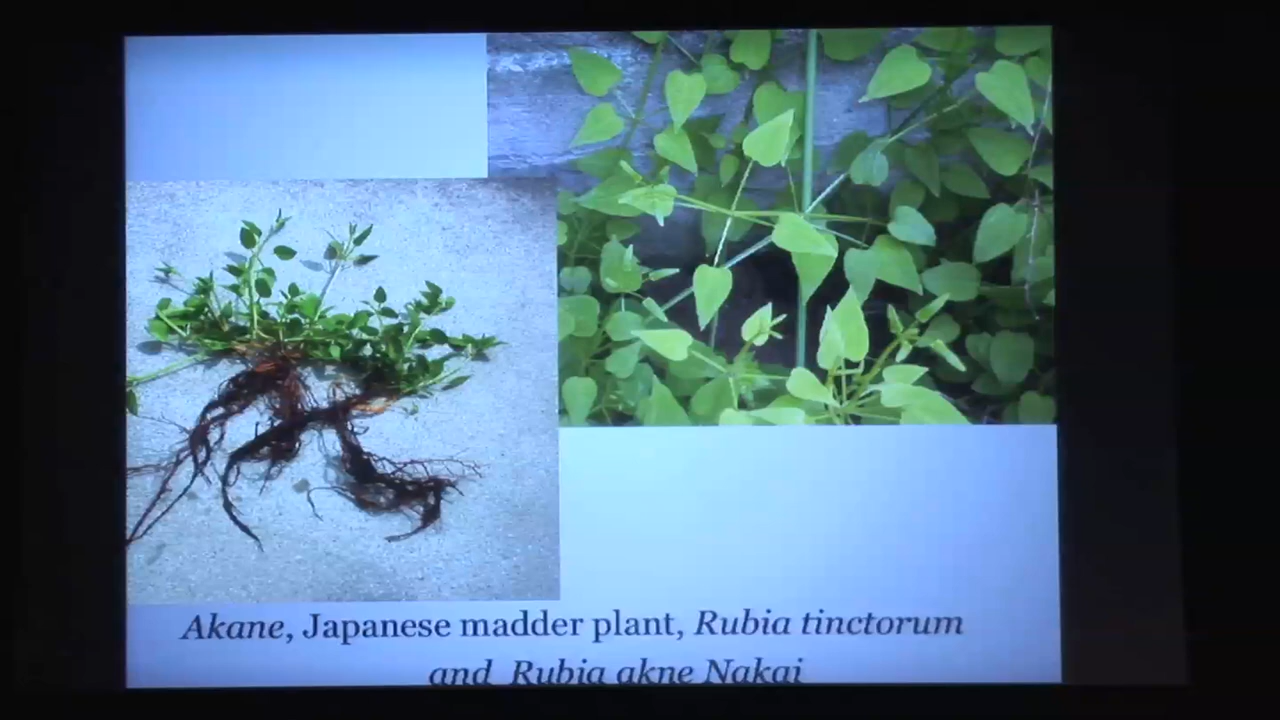 Akane, Japanese madder plant, Rubia tinctorum
and Rubia akne Nakai